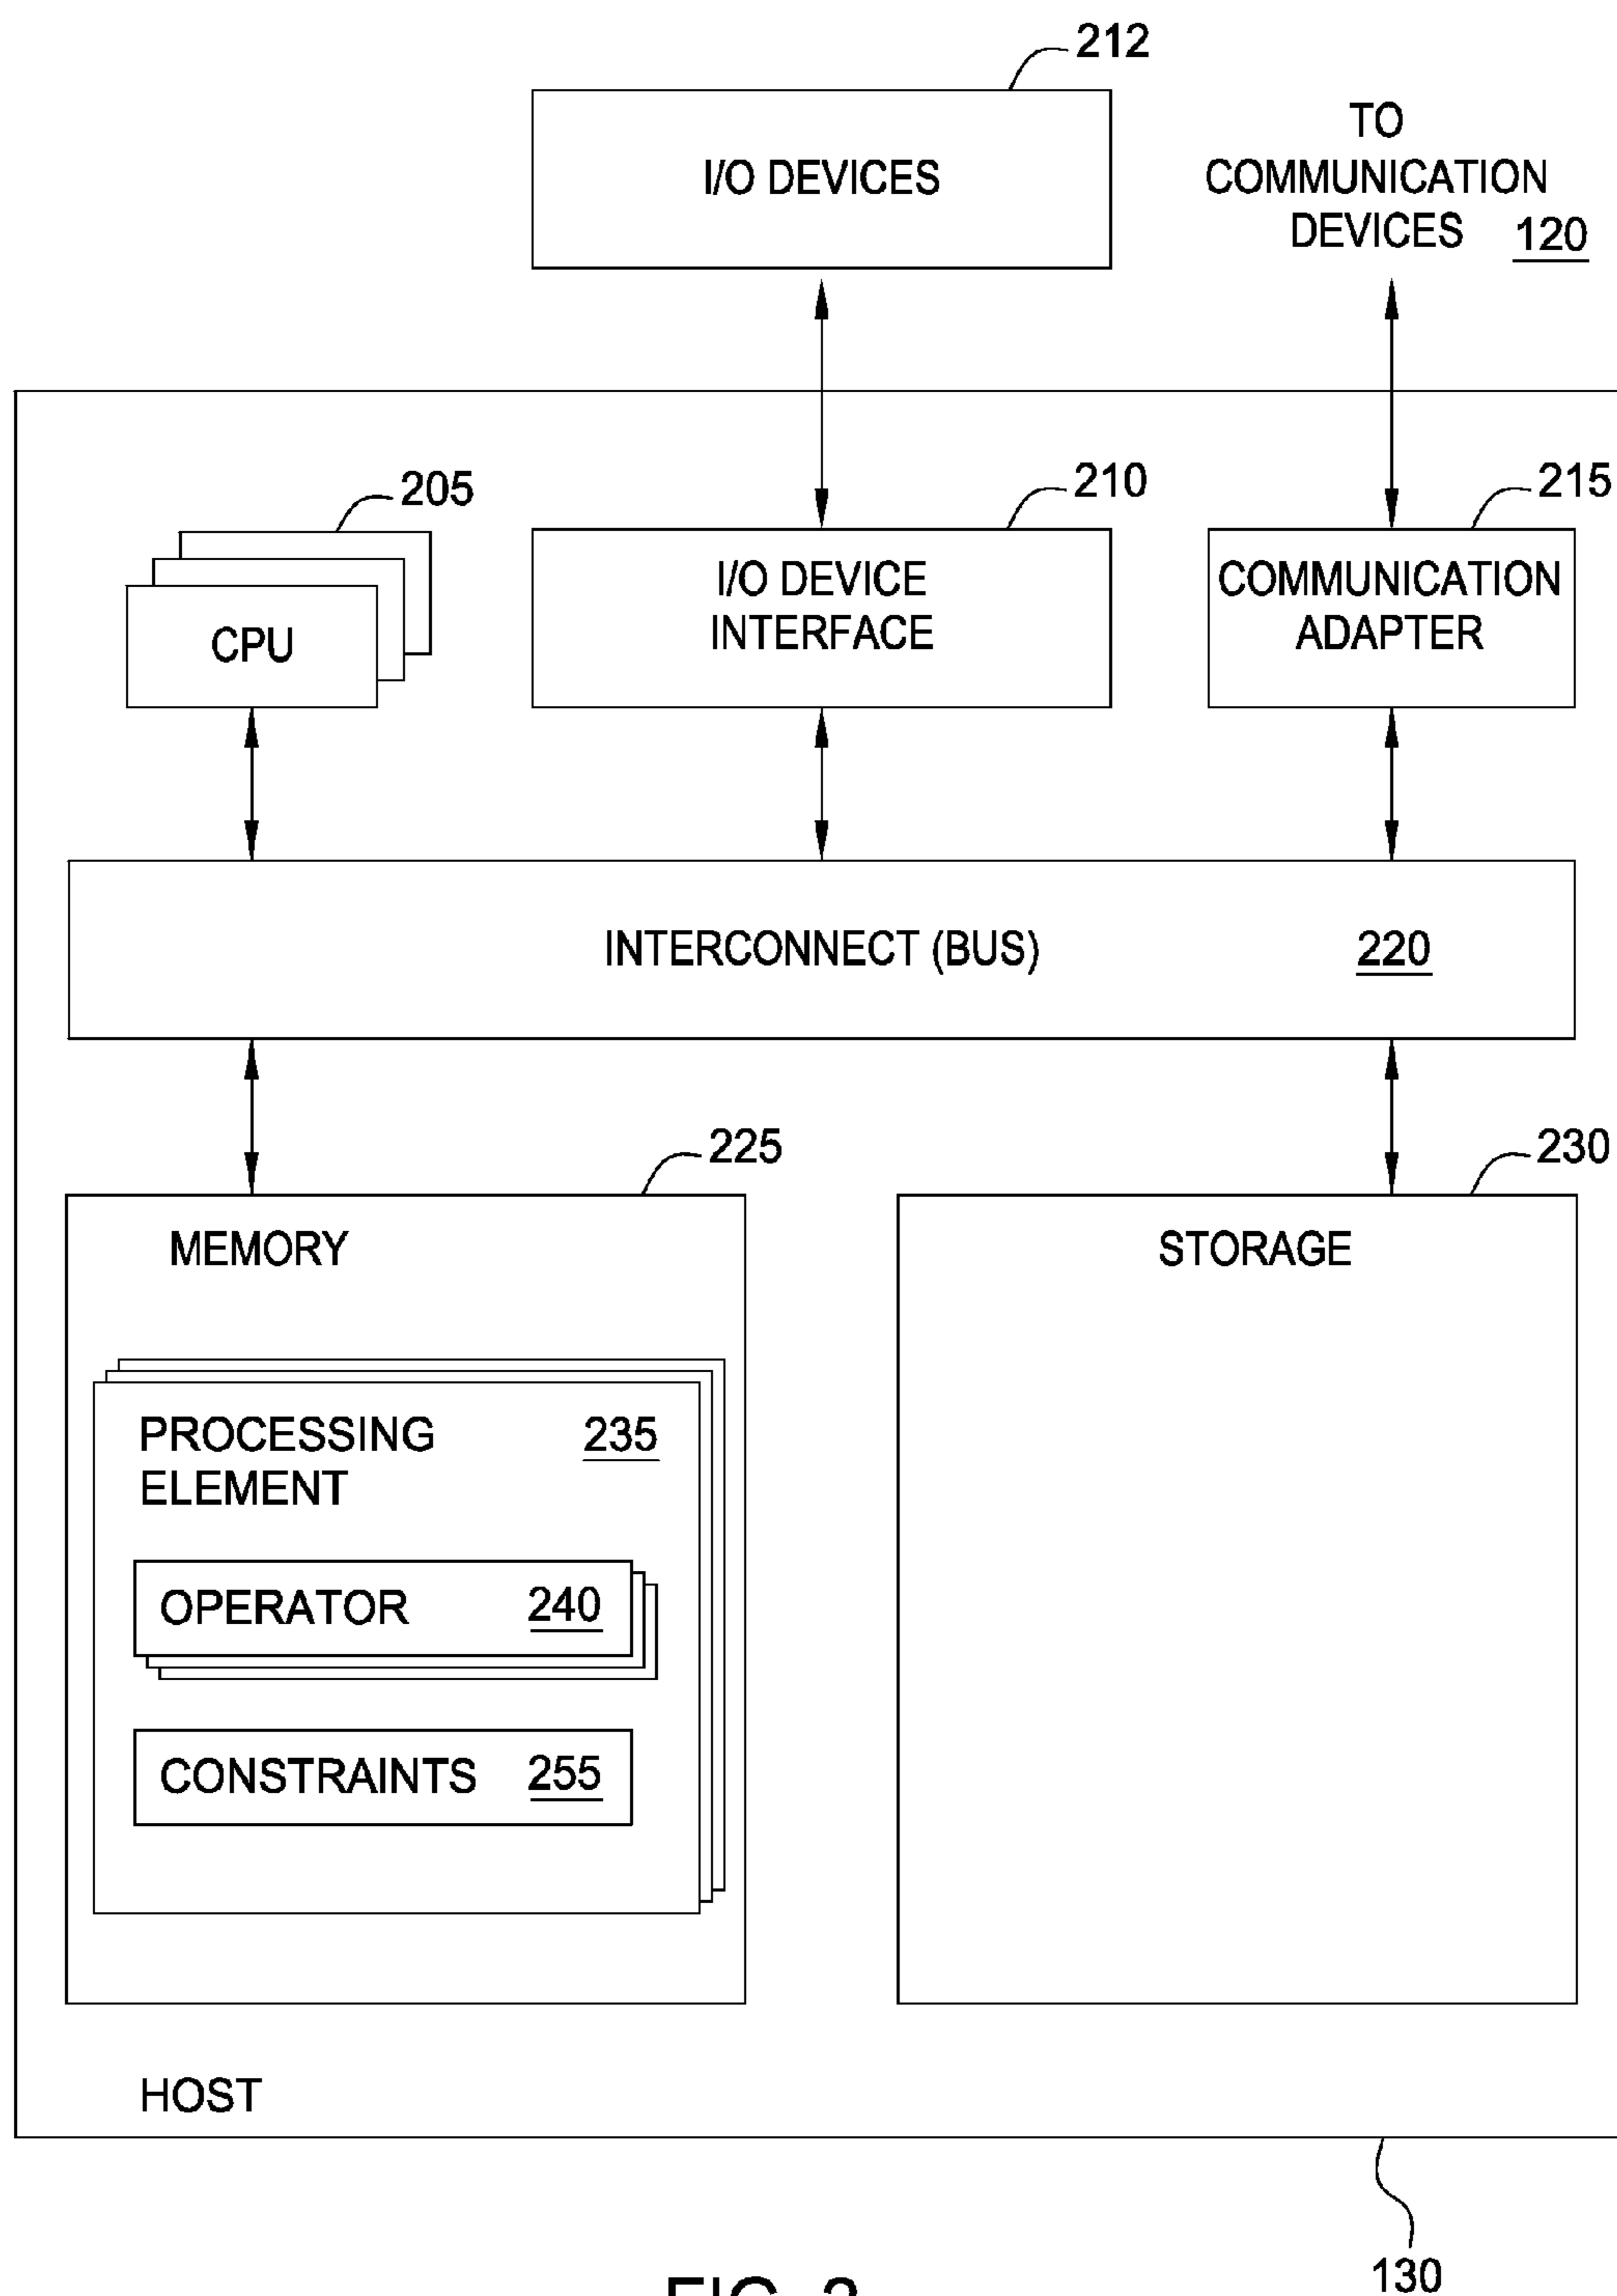 212
I/O DEVICES
TO
COMMUNICATION
DEVICES 120
205
210
215
CPU
I/O DEVICE
INTERFACE
COMMUNICATION
ADAPTER
INTERCONNECT (BUS) 220
225
230
MEMORY
STORAGE
PROCESSING 235
ELEMENT
OPERATOR 240
CONSTRAINTS 255
HOST
130